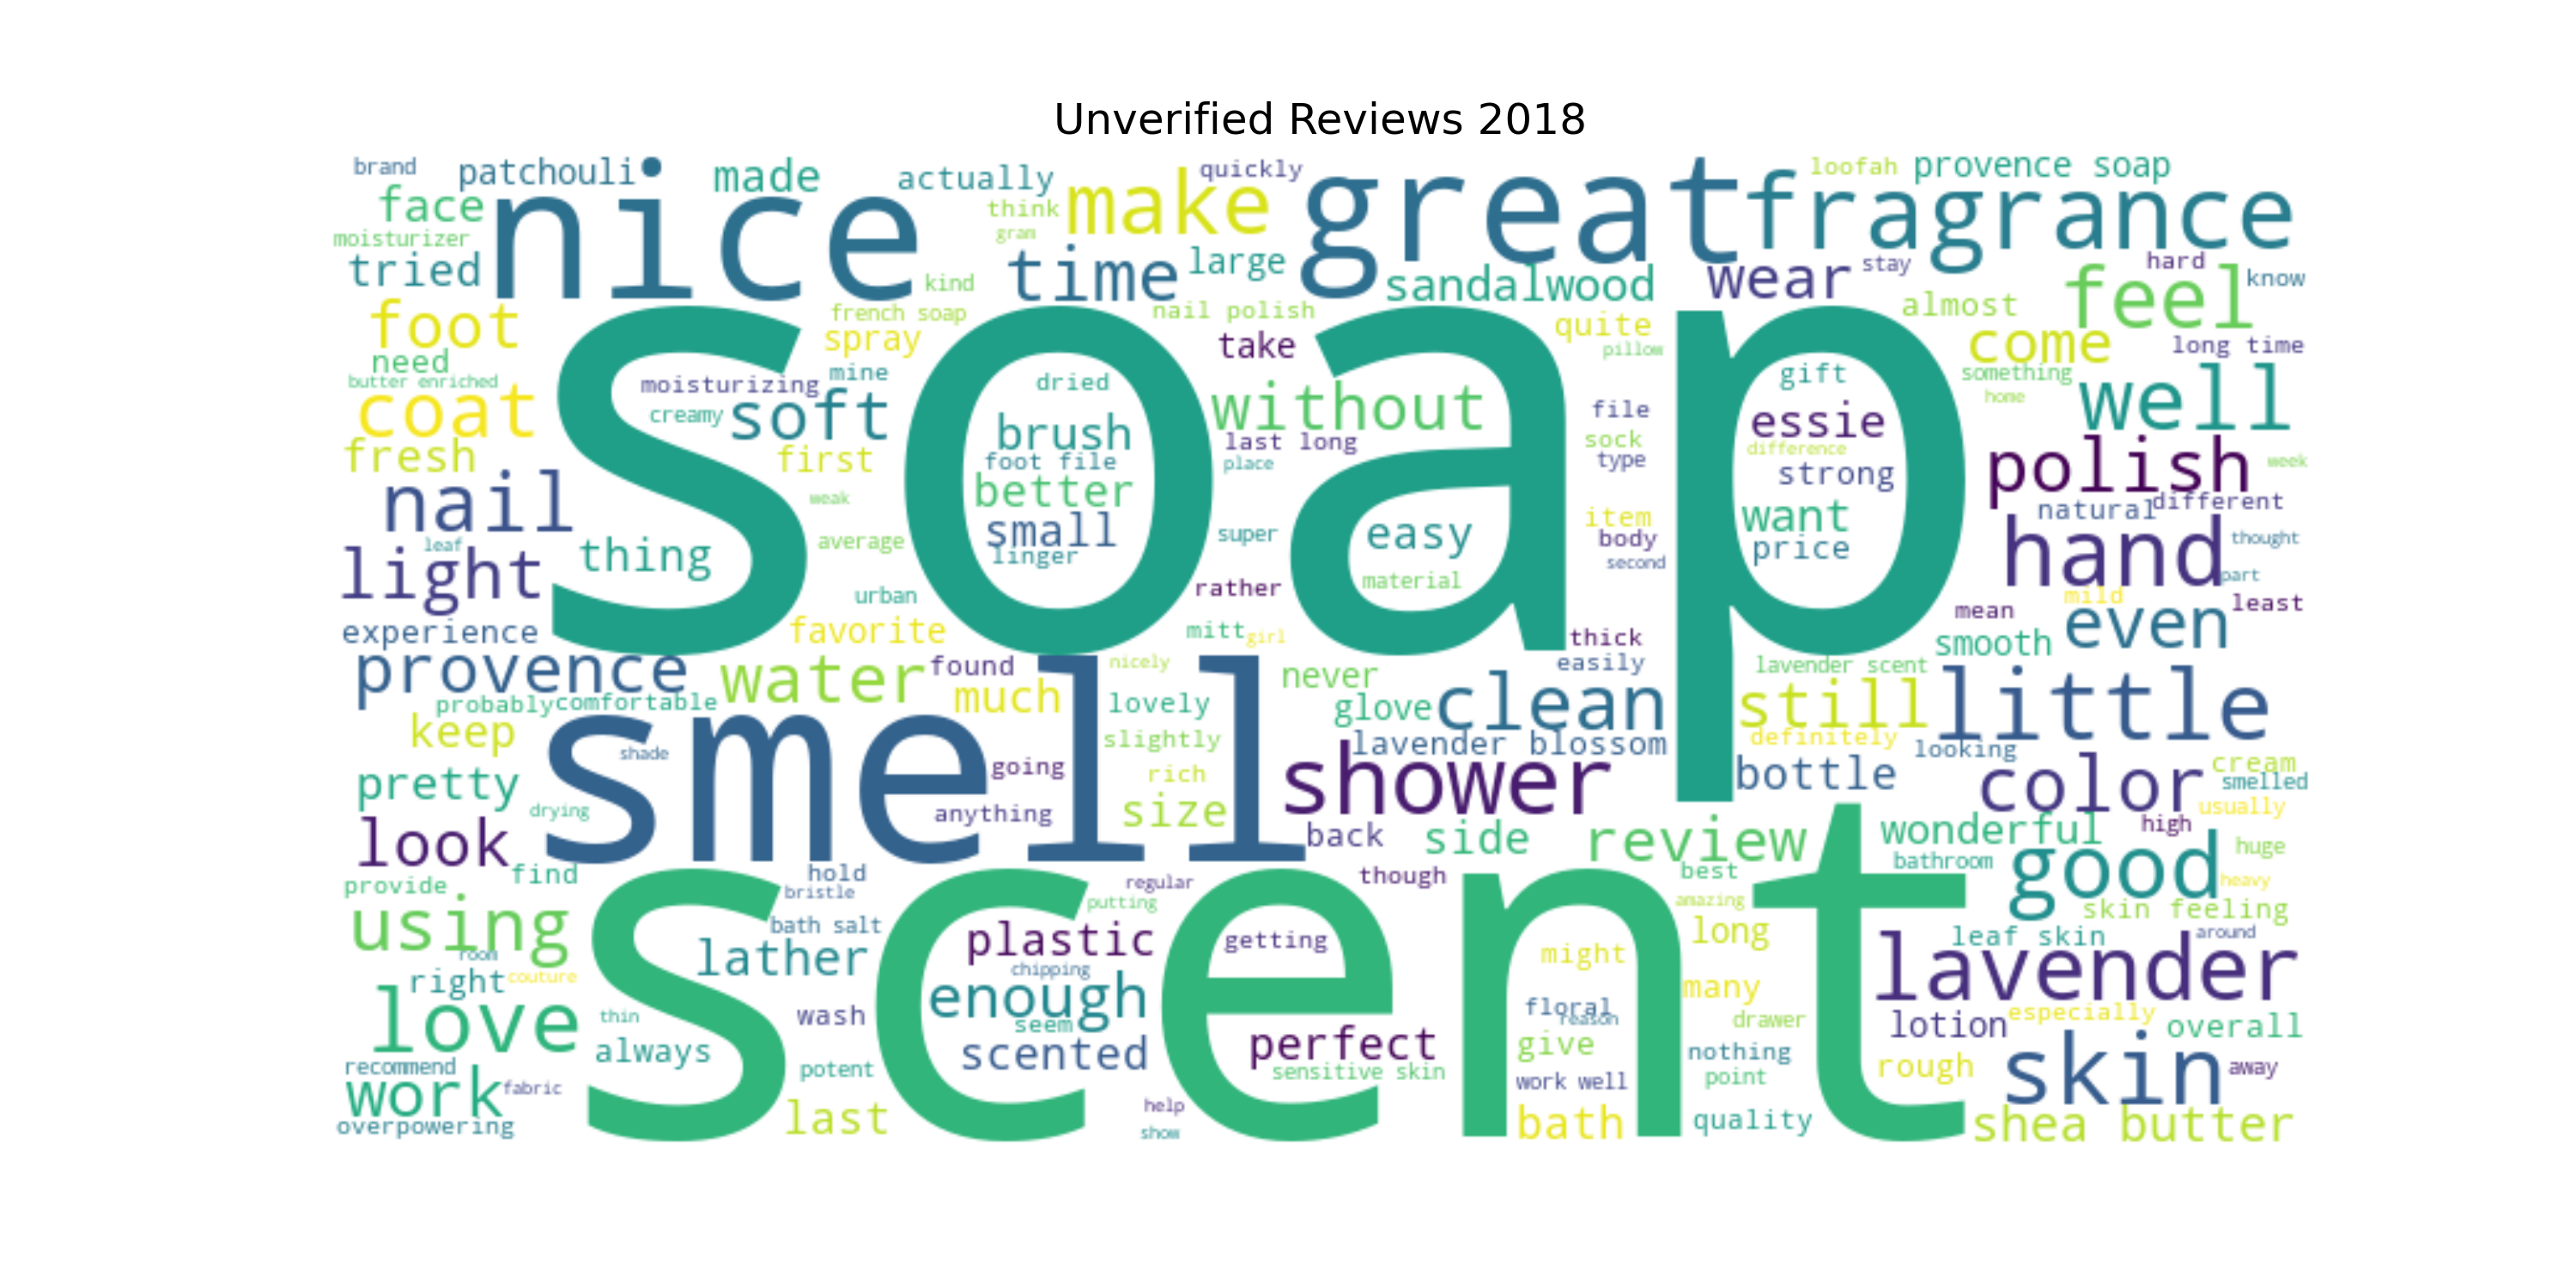 Unverified Reviews 2018
brand
patchouli
made
actually
quickly
loofah
provence soap
face
nice
think
make
great
fragrance
moisturizer
gram
tried
kind
time
large
sandalwood
wear
stay
hard
feel
know
foot
french soap
spray
nail polish
take
quite
almost
come
long time
need
butter enriched
moisturizing
mine
dried
pillow
gift
something
home
well
coat
creamy
soft
brush
without
file
essie
fresh
first
foot file
last long
place
sock
type
difference
strong
polish
week
soap
nail
weak
better
small
linger
super
easy
item
body
second
want
price
natural
different
hand
thought
light
leaf
thing
average
material
part
urban
rather
mild
least
experience
favorite
mitt
girl
thick
mean
even
smooth
provence
water
found
nicely
never
easily
lavender scent
probably
comfortable
much
lovely
glove
clean
still
little
keep
smell
shade
slightly
lavender blossom
definitely
looking
pretty
going
rich
shower
bottle
color
cream
smelled
drying
anything
size
usually
look
back
side
review
wonderful
high
huge
provide
find
hold
bristle
regular
though
best
bathroom
good
heavy
using
putting
amazing
skin feeling
bath salt
plastic
getting
long
leaf skin
around
room
lather
chipping
might
lavender
right
couture
enough
many
scent
love
thin
wash
seem
floral
reason
drawer
lotion
especially
overall
always
scented
perfect
give
nothing
recommend
potent
sensitive skin
work well
point
rough
skin
away
work
fabric
overpowering
last
help
show
bath
quality
shea butter